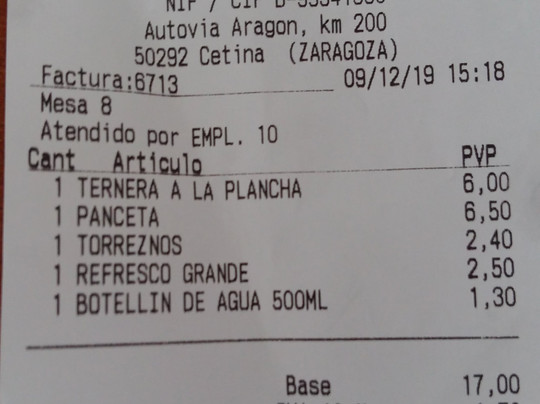 NIF / CIF
Autovia Aragon, km 200
50292 Cetina (ZARAGOZA)
Factura:6713 09/12/19 15:18
Mesa 8
Atendido por EMPL. 10
Cant Articulo PVP
1 TERNERA A LA PLANCHA 6,00
1 PANCETA 6,50
1 TORREZNOS 2,40
1 REFRESCO GRANDE 2,50
1 BOTELLIN DE AGUA 500ML 1,30
Base 17,00